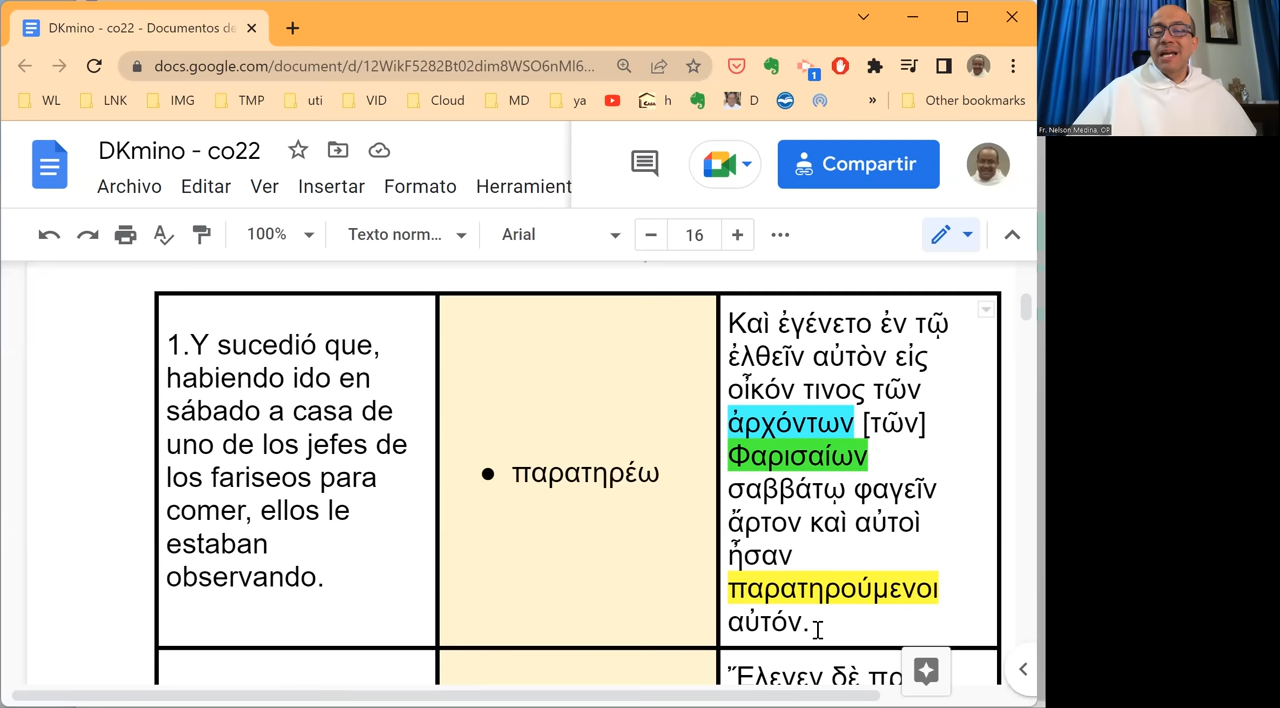 DKmino - co22 - Documentos de
docs.google.com/document/d/12WikF5282Bt01mIm8WSO6nMl6...
WL LNK IMG TMP uti VID Cloud MD ya h D » Other bookmarks
1
Fr. Nelson Medina, OP
DKmino - co22
Compartir
Archivo Editar Ver Insertar Formato Herramient
100% Texto norm... Arial 16
1.Y sucedió que,
habiendo ido en
sábado a casa de
uno de los jefes de
los fariseos para
comer, ellos le
estaban
observando.
● παρατηρέω
Καὶ ἐγένετο ἐν τῷ
ἐλθεῖν αὐτὸν εἰς
οἶκόν τινος τῶν
ἀρχόντων [τῶν]
Φαρισαίων
σαββάτῳ φαγεῖν
ἄρτον καὶ αὐτοὶ
ἦσαν
παρατηρούμενοι
αὐτόν.